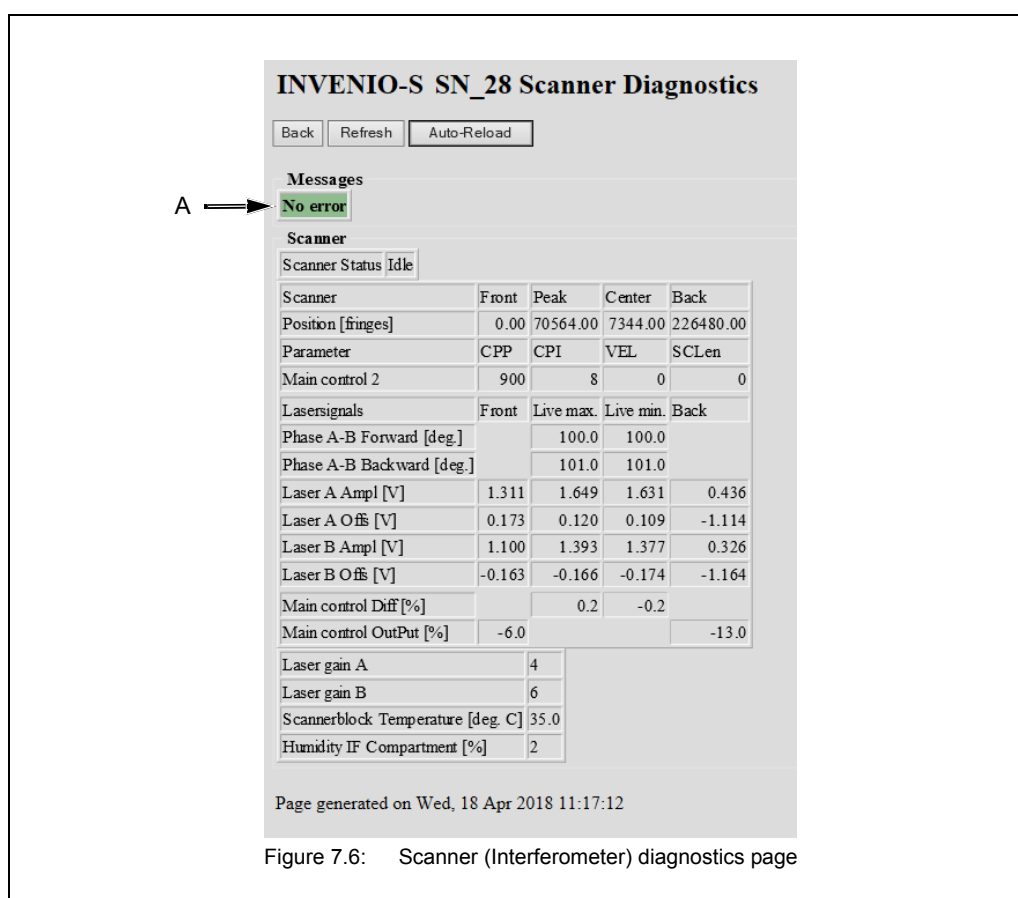 INVENIO-S SN_28 Scanner Diagnostics
Back Refresh Auto-Reload
Messages
A No error
Scanner
Scanner Status Idle
Scanner Front Peak Center Back
Position [fringes] 0.00 70564.00 7344.00 226480.00
Parameter CPP CPI VEL SCLen
Main control 2 900 8 0 0
Lasersignals Front Live max. Live min. Back
Phase A-B Forward [deg.] 100.0 100.0
Phase A-B Backward [deg.] 101.0 101.0
Laser A Ampl [V] 1.311 1.649 1.631 0.436
Laser A Offs [V] 0.173 0.120 0.109 -1.114
Laser B Ampl [V] 1.100 1.393 1.377 0.326
Laser B Offs [V] -0.163 -0.166 -0.174 -1.164
Main control Diff [%] 0.2 -0.2
Main control OutPut [%] -6.0 -13.0
Laser gain A 4
Laser gain B 6
Scannerblock Temperature [deg. C] 35.0
Humidity IF Compartment [%] 2
Page generated on Wed, 18 Apr 2018 11:17:12
Figure 7.6: Scanner (Interferometer) diagnostics page